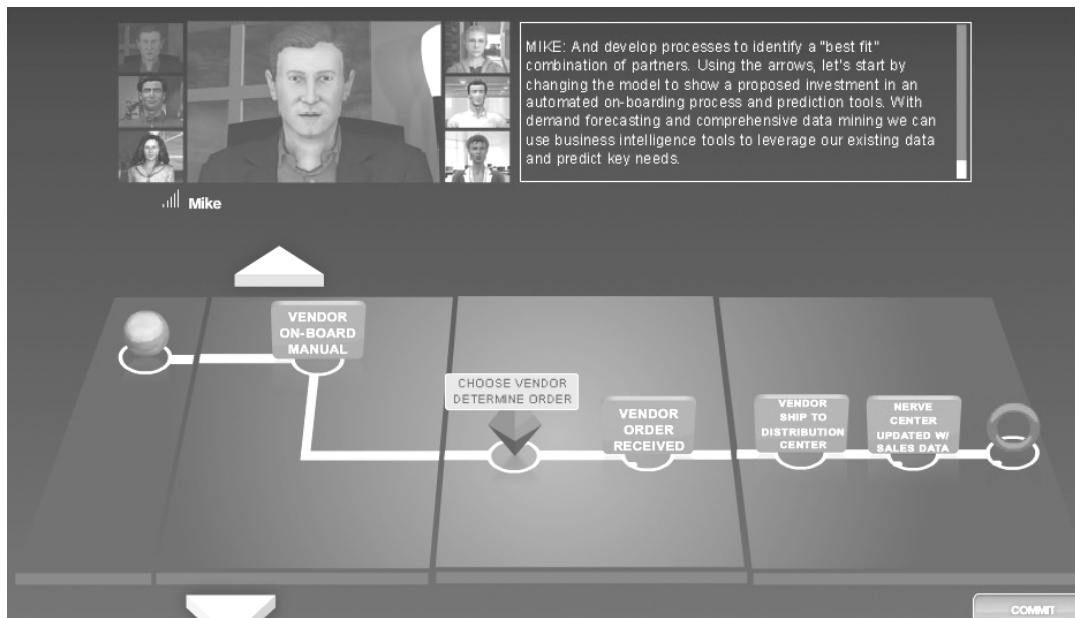 MIKE: And develop processes to identify a "best fit"
combination of partners. Using the arrows, let's start by
changing the model to show a proposed investment in an
automated on-boarding process and prediction tools. With
demand forecasting and comprehensive data mining we can
use business intelligence tools to leverage our existing data
and predict key needs.
Mike
VENDOR
ON-BOARD
MANUAL
CHOOSE VENDOR
DETERMINE ORDER
VENDOR
ORDER
RECEIVED
VENDOR
SHIP TO
DISTRIBUTION
CENTER
NERVE
CENTER
UPDATED W/
SALES DATA
COMMIT